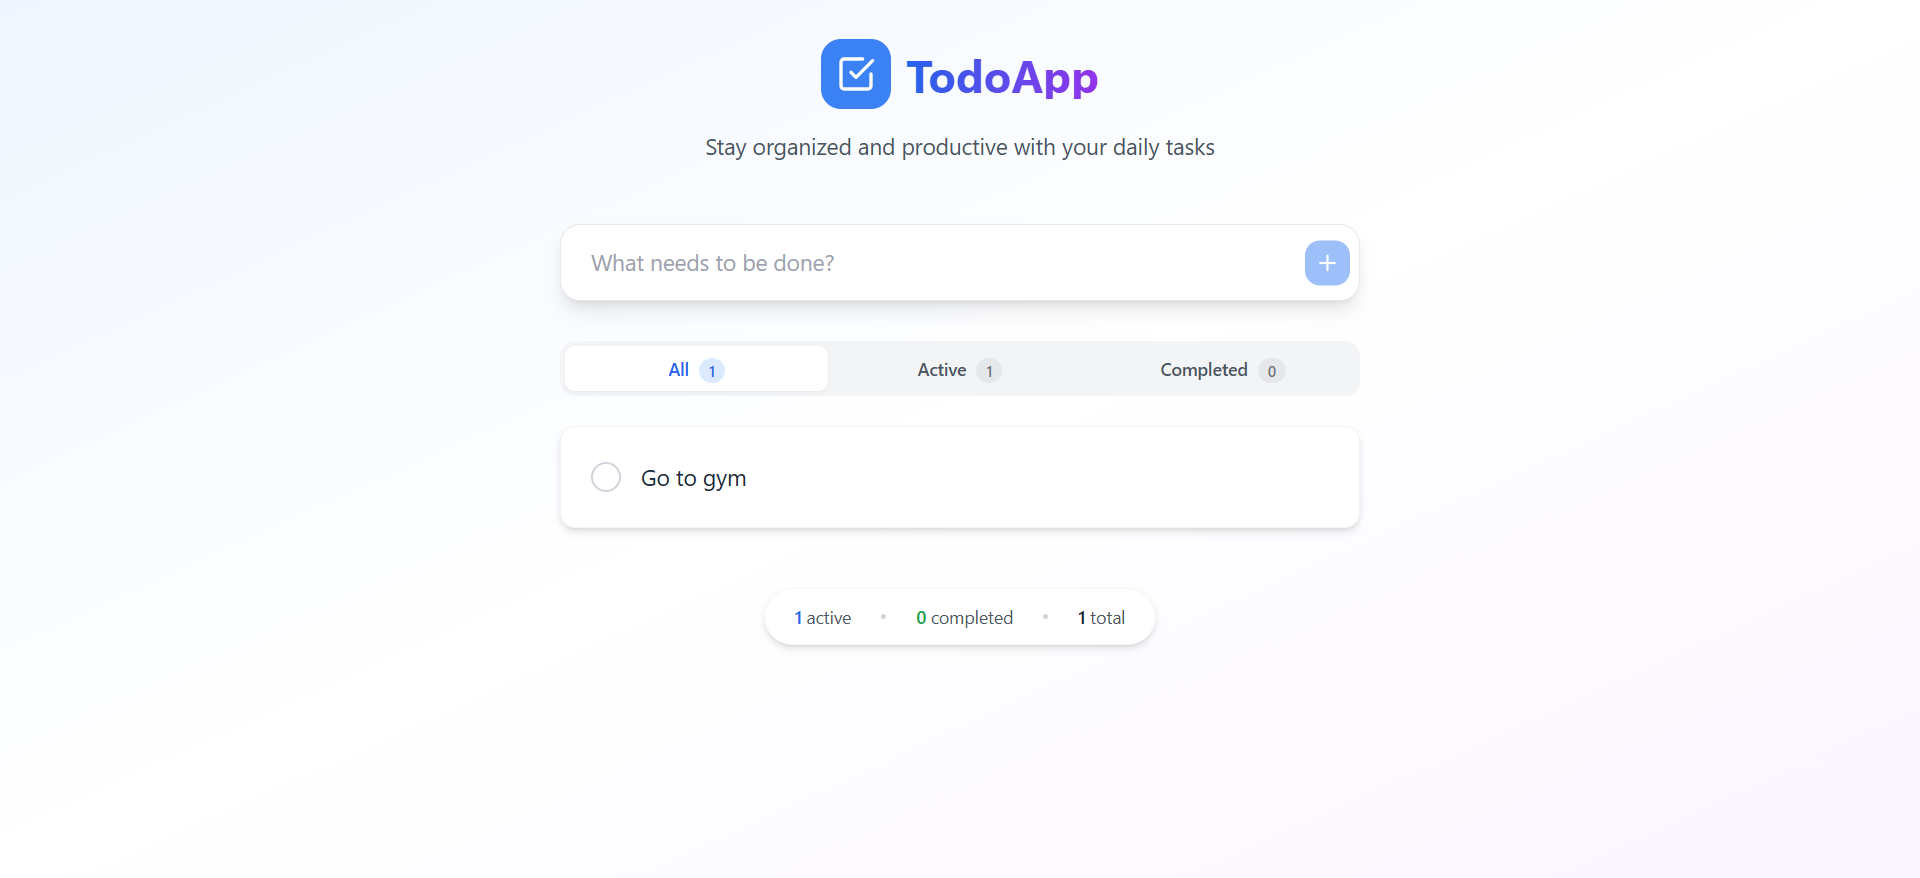 TodoApp
Stay organized and productive with your daily tasks
What needs to be done?
All 1 Active 1 Completed 0
Go to gym
1 active • 0 completed • 1 total